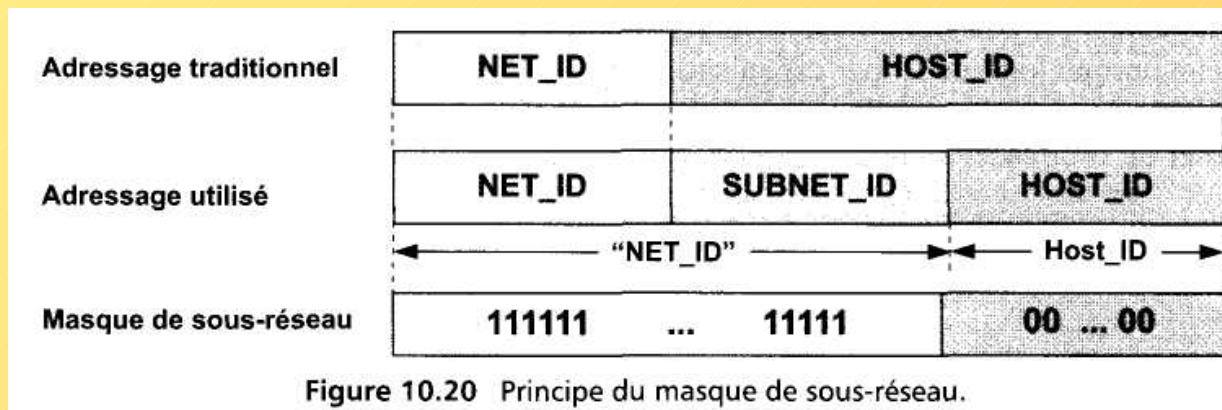 Adressage traditionnel NET_ID HOST_ID
Adressage utilisé NET_ID SUBNET_ID HOST_ID
“NET_ID” Host_ID
Masque de sous-réseau 111111 ... 11111 00 ... 00
Figure 10.20 Principe du masque de sous-réseau.